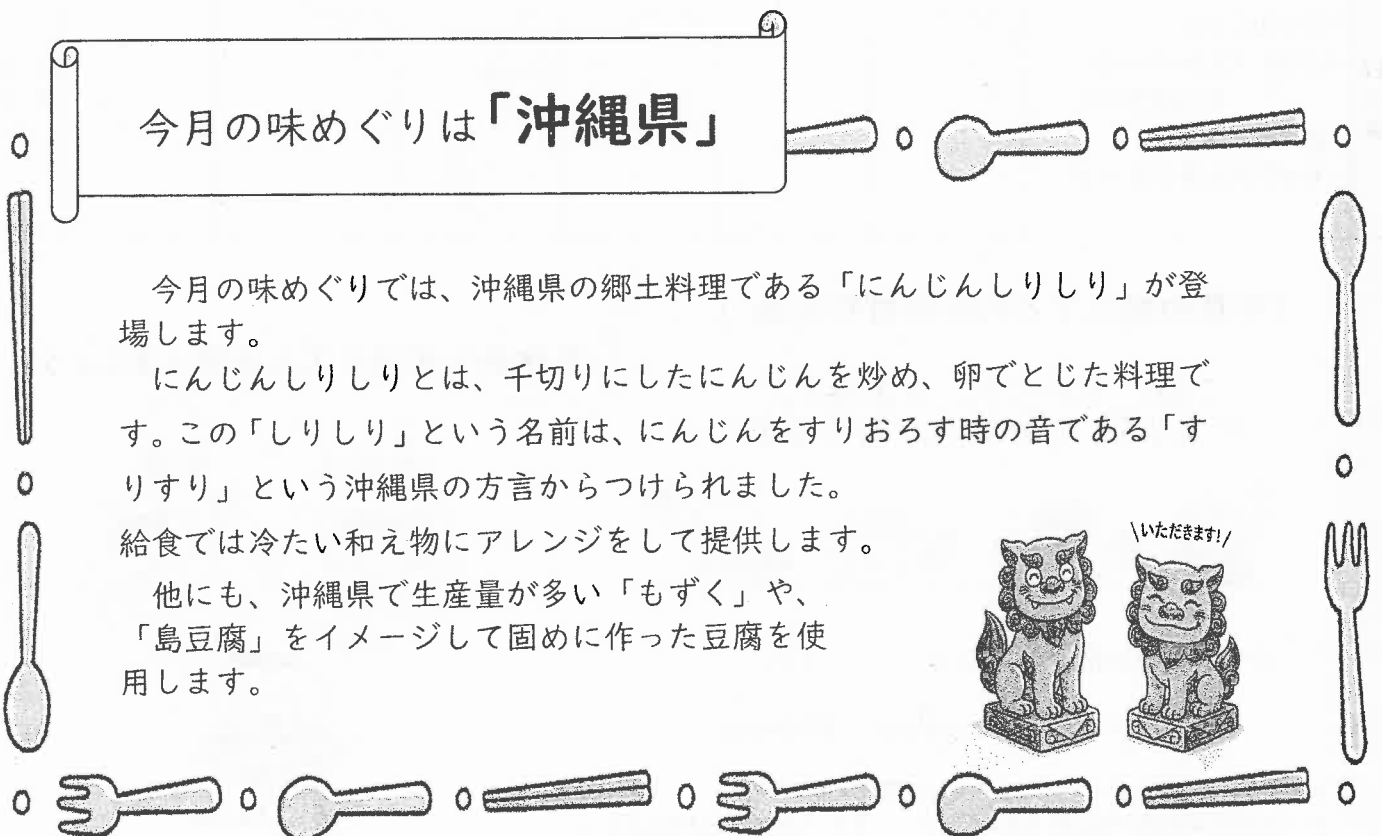 今月の味めぐりは「沖縄県」
今月の味めぐりでは、沖縄県の郷土料理である「にんじんしりしり」が登
場します。
にんじんしりしりとは、千切りにしたにんじんを炒め、卵でとじた料理で
す。この「しりしり」という名前は、にんじんをすりおろす時の音である「す
りすり」という沖縄県の方言からつけられました。
給食では冷たい和え物にアレンジをして提供します。
他にも、沖縄県で生産量が多い「もずく」や、
「島豆腐」をイメージして固めに作った豆腐を使
用します。
\いただきます!/